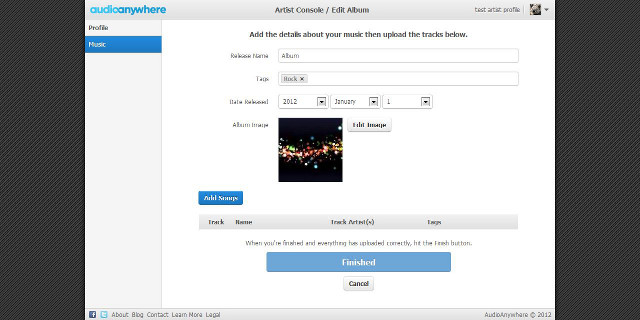 audioanywhere
Artist Console / Edit Album
test artist profile
Profile
Music
Add the details about your music then upload the tracks below.
Release Name Album
Tags Rock ×
Date Released 2012 January 1
Album Image Edit Image
Add Songs
Track Name Track Artist(s) Tags
When you're finished and everything has uploaded correctly, hit the Finish button.
Finished
Cancel
About Blog Contact Learn More Legal
AudioAnywhere © 2012